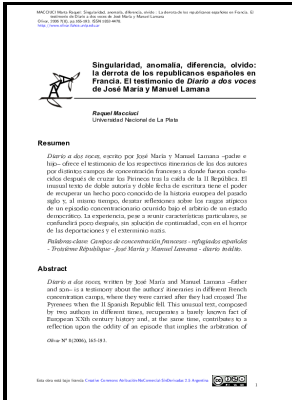 MACCIUCI María Raquel: Singularidad, anomalía, diferencia, olvido : La derrota de los republicanos españoles en Francia. El
testimonio de Diario a dos voces de José María y Manuel Lamana
Olivar, 2006 7(8), pp.165-193. ISSN 1852-4478.
http://www.olivar.fahce.unlp.edu.ar
Singularidad, anomalía, diferencia, olvido:
la derrota de los republicanos españoles en
Francia. El testimonio de Diario a dos voces
de José María y Manuel Lamana
Raquel Macciuci
Universidad Nacional de La Plata
Resumen
Diario a dos voces, escrito por José María y Manuel Lamana –padre e
hijo– ofrece el testimonio de los respectivos itinerarios de los dos autores
por distintos campos de concentración franceses a donde fueron condu-
cidos después de cruzar los Pirineos tras la caída de la II República. El
inusual texto de doble autoría y doble fecha de escritura tiene el poder
de recuperar un hecho poco conocido de la historia europea del pasado
siglo y, al mismo tiempo, desatar reflexiones sobre los rasgos atípicos
de un episodio concentracionario ocurrido bajo el arbitrio de un estado
democrático. La experiencia, pese a reunir características particulares, se
confundirá poco después, sin solución de continuidad, con en el horror
de las deportaciones y el exterminio nazis.
Palabras clave: Campos de concentración franceses - refugiados españoles
- Troisième République - José María y Manuel Lamana - diario inédito.
Abstract
Diario a dos voces, written by José María and Manuel Lamana –father
and son– is a testimony about the authors' itineraries in different French
concentration camps, where they were carried after they had crossed The
Pyrenees when the II Spanish Republic fell. This unusual text, composed
by two authors in different times, recuperates a barely known fact of
European XXth century history and, at the same time, contributes to a
reflection upon the oddity of an episode that implies the arbitration of
Olivar Nº 8 (2006), 165-193.
Esta obra está bajo licencia Creative Commons Atribución-NoComercial-SinDerivadas 2.5 Argentina
1